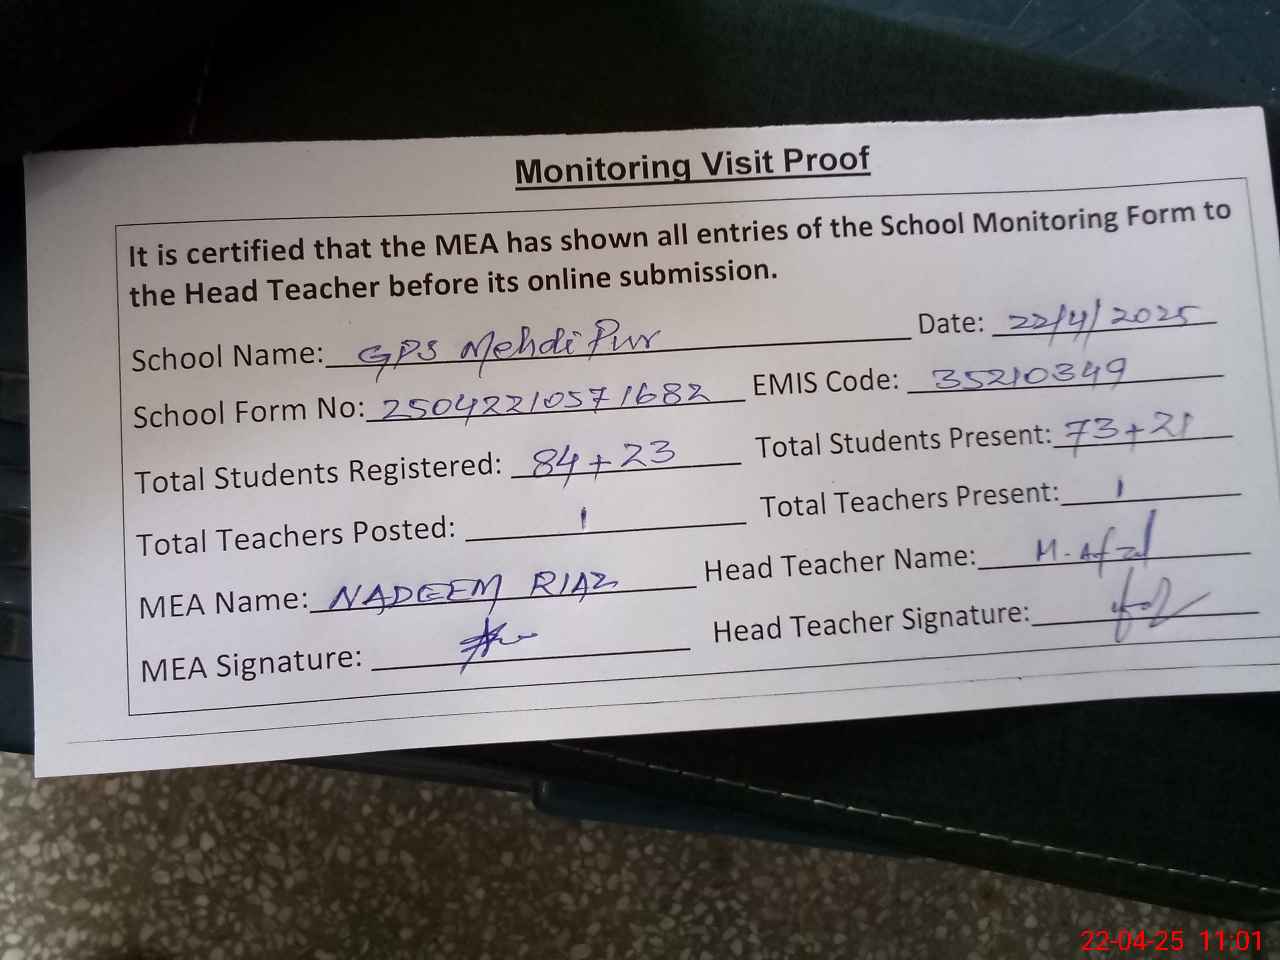 Monitoring Visit Proof
It is certified that the MEA has shown all entries of the School Monitoring Form to
the Head Teacher before its online submission.
School Name: GPS Mehdi Pur Date: 22/4/2025
School Form No: 25042210571682 EMIS Code: 35210349
Total Students Registered: 84+23 Total Students Present: 73+21
Total Teachers Posted: 1 Total Teachers Present: 1
MEA Name: NADEEM RIAZ Head Teacher Name: M. Afzal
MEA Signature: Head Teacher Signature:
22-04-25 11:01